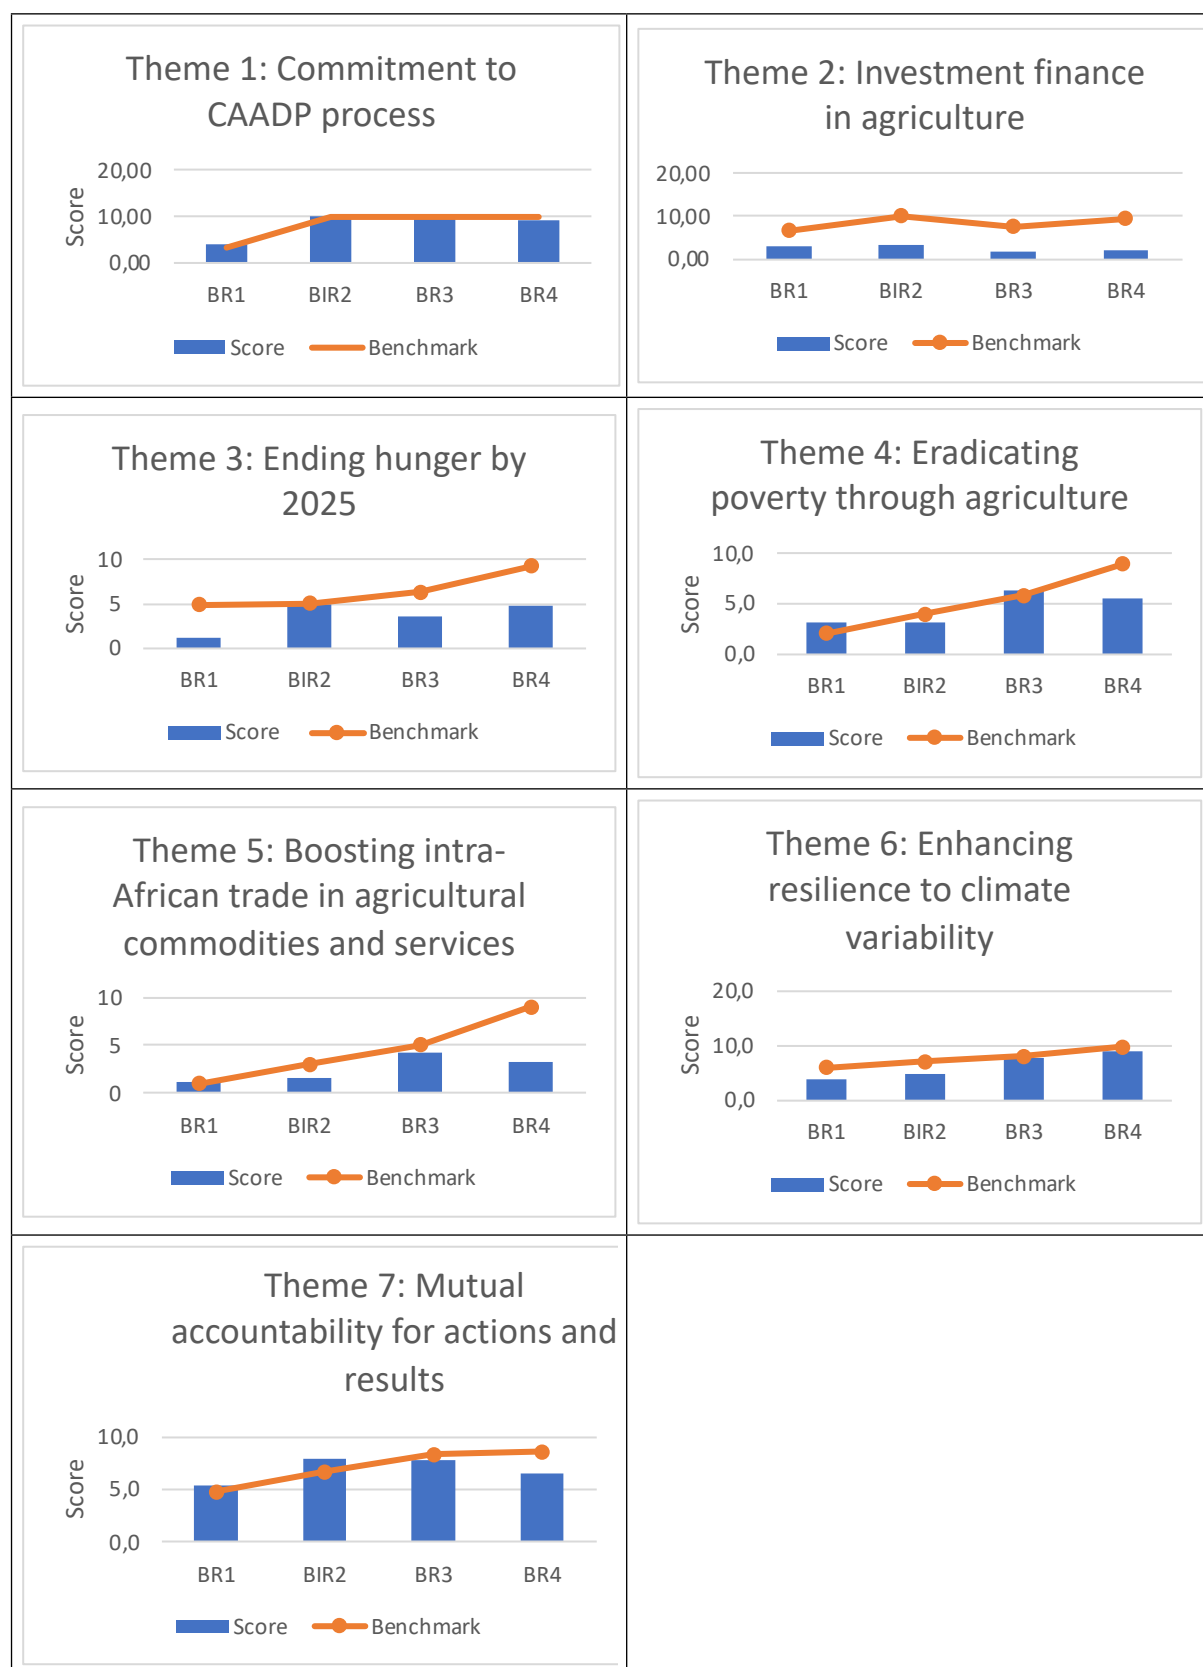 Theme 1: Commitment to
CAADP process
Score
20,00
10,00
0,00
BR1 BIR2 BR3 BR4
Score Benchmark
Theme 2: Investment finance
in agriculture
20,00
10,00
0,00
BR1 BIR2 BR3 BR4
Score Benchmark
Theme 3: Ending hunger by
2025
Score
10
5
0
BR1 BIR2 BR3 BR4
Score Benchmark
Theme 4: Eradicating
poverty through agriculture
Score
10,0
5,0
0,0
BR1 BIR2 BR3 BR4
Score Benchmark
Theme 5: Boosting intra-
African trade in agricultural
commodities and services
Score
10
5
0
BR1 BIR2 BR3 BR4
Score Benchmark
Theme 6: Enhancing
resilience to climate
variability
Score
20,0
10,0
0,0
BR1 BIR2 BR3 BR4
Score Benchmark
Theme 7: Mutual
accountability for actions and
results
Score
10,0
5,0
0,0
BR1 BIR2 BR3 BR4
Score Benchmark